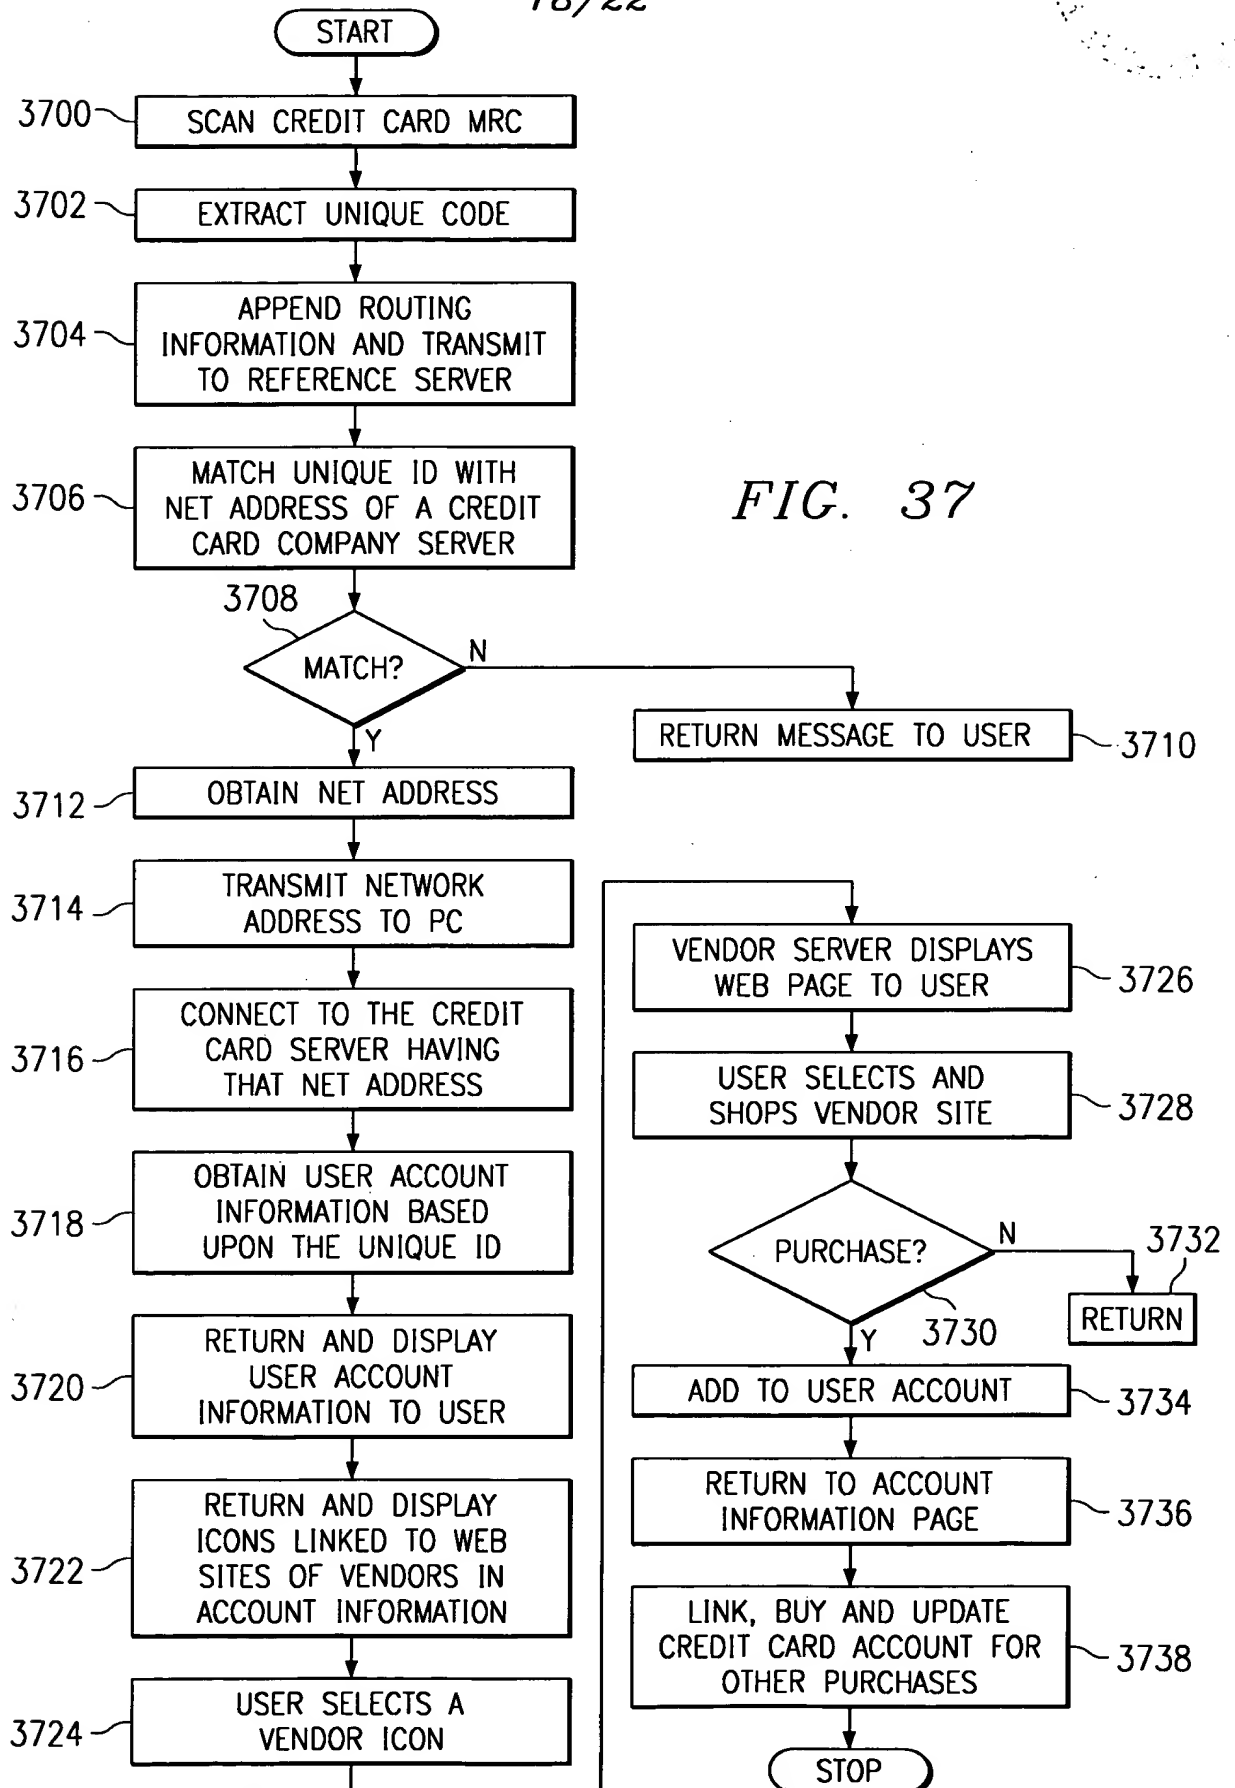 START
3700
SCAN CREDIT CARD MRC
3702
EXTRACT UNIQUE CODE
3704
APPEND ROUTING
INFORMATION AND TRANSMIT
TO REFERENCE SERVER
3706
MATCH UNIQUE ID WITH
NET ADDRESS OF A CREDIT
CARD COMPANY SERVER
FIG. 37
3708
MATCH?
N
Y
RETURN MESSAGE TO USER
3710
3712
OBTAIN NET ADDRESS
3714
TRANSMIT NETWORK
ADDRESS TO PC
3716
CONNECT TO THE CREDIT
CARD SERVER HAVING
THAT NET ADDRESS
3718
OBTAIN USER ACCOUNT
INFORMATION BASED
UPON THE UNIQUE ID
3720
RETURN AND DISPLAY
USER ACCOUNT
INFORMATION TO USER
3722
RETURN AND DISPLAY
ICONS LINKED TO WEB
SITES OF VENDORS IN
ACCOUNT INFORMATION
3724
USER SELECTS A
VENDOR ICON
VENDOR SERVER DISPLAYS
WEB PAGE TO USER
3726
USER SELECTS AND
SHOPS VENDOR SITE
3728
PURCHASE?
N
3732
RETURN
3730
Y
ADD TO USER ACCOUNT
3734
RETURN TO ACCOUNT
INFORMATION PAGE
3736
LINK, BUY AND UPDATE
CREDIT CARD ACCOUNT FOR
OTHER PURCHASES
3738
STOP